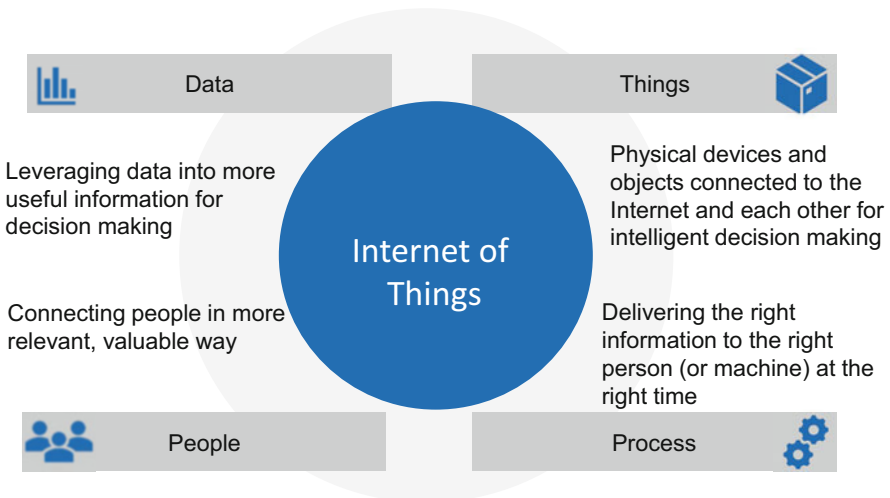 Data
Things
Leveraging data into more
useful information for
decision making
Physical devices and
objects connected to the
Internet and each other for
intelligent decision making
Internet of
Things
Connecting people in more
relevant, valuable way
Delivering the right
information to the right
person (or machine) at the
right time
People
Process